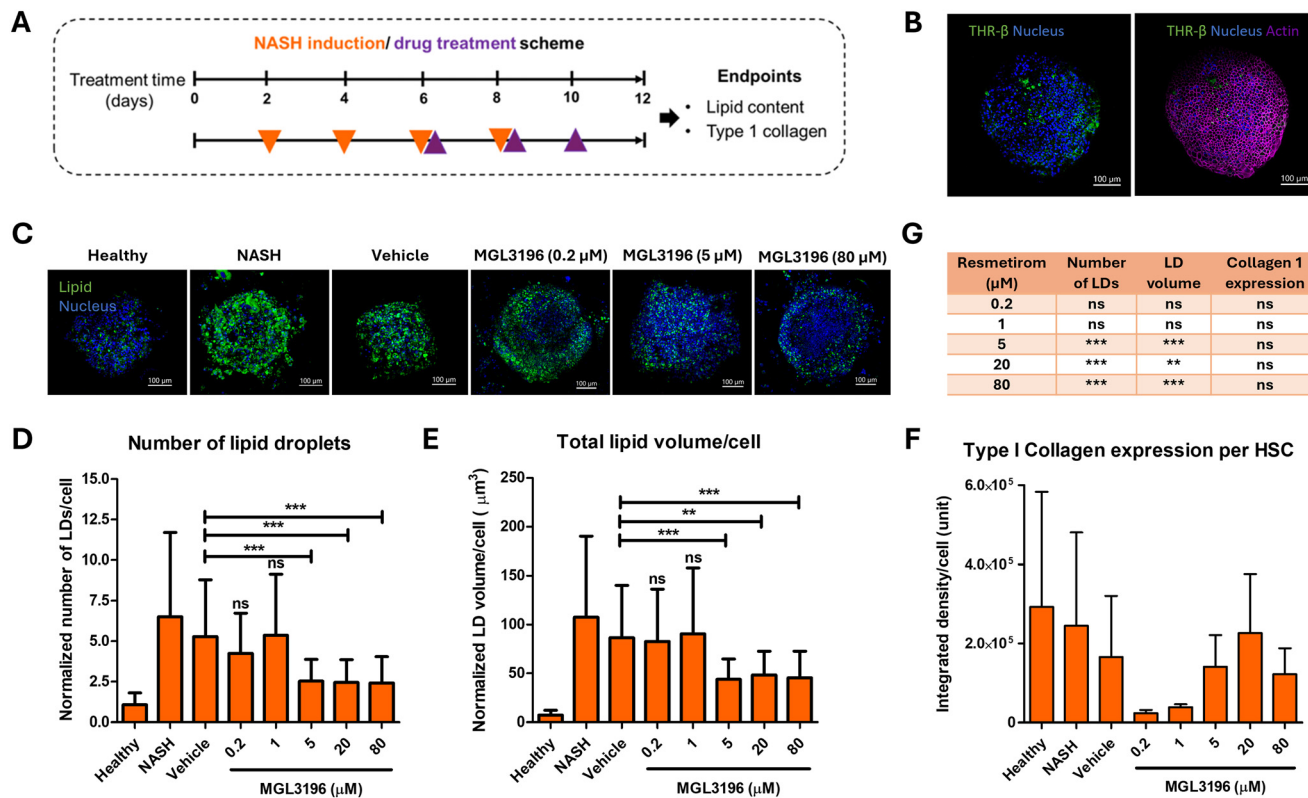 A
NASH induction/ drug treatment scheme
Treatment time
(days)
0 2 4 6 8 10 12
Endpoints
• Lipid content
• Type 1 collagen
B
THR-β Nucleus
100 µm
THR-β Nucleus Actin
100 µm
C
Healthy
NASH
Vehicle
MGL3196 (0.2 µM)
MGL3196 (5 µM)
MGL3196 (80 µM)
Lipid
Nucleus
100 µm
100 µm
100 µm
100 µm
100 µm
100 µm
G
Resmetirom (µM) Number of LDs LD volume Collagen 1 expression
0.2 ns ns ns
1 ns ns ns
5 *** *** ns
20 *** ** ns
80 *** *** ns
D
Number of lipid droplets
Normalized number of LDs/cell
15.0
12.5
10.0
7.5
5.0
2.5
0.0
***
***
***
ns
ns
Healthy NASH Vehicle 0.2 1 5 20 80
MGL3196 (µM)
E
Total lipid volume/cell
Normalized LD volume/cell ( µm³)
250
200
150
100
50
0
***
**
***
ns ns
Healthy NASH Vehicle 0.2 1 5 20 80
MGL3196 (µM)
F
Type I Collagen expression per HSC
Integrated density/cell (unit)
6.0×10⁵
4.0×10⁵
2.0×10⁵
0
Healthy NASH Vehicle 0.2 1 5 20 80
MGL3196 (µM)